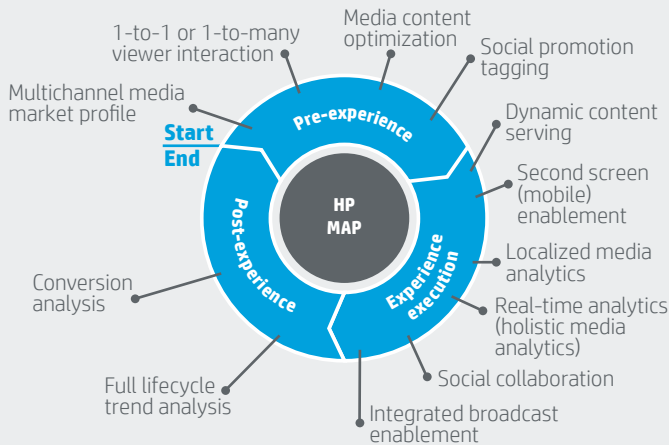 1-to-1 or 1-to-many
viewer interaction
Media content
optimization
Social promotion
tagging
Multichannel media
market profile
Start
End
Pre-experience
Dynamic content
serving
Second screen
(mobile)
enablement
HP
MAP
Localized media
analytics
Experience
execution
Real-time analytics
(holistic media
analytics)
Post-experience
Conversion
analysis
Social collaboration
Full lifecycle
trend analysis
Integrated broadcast
enablement